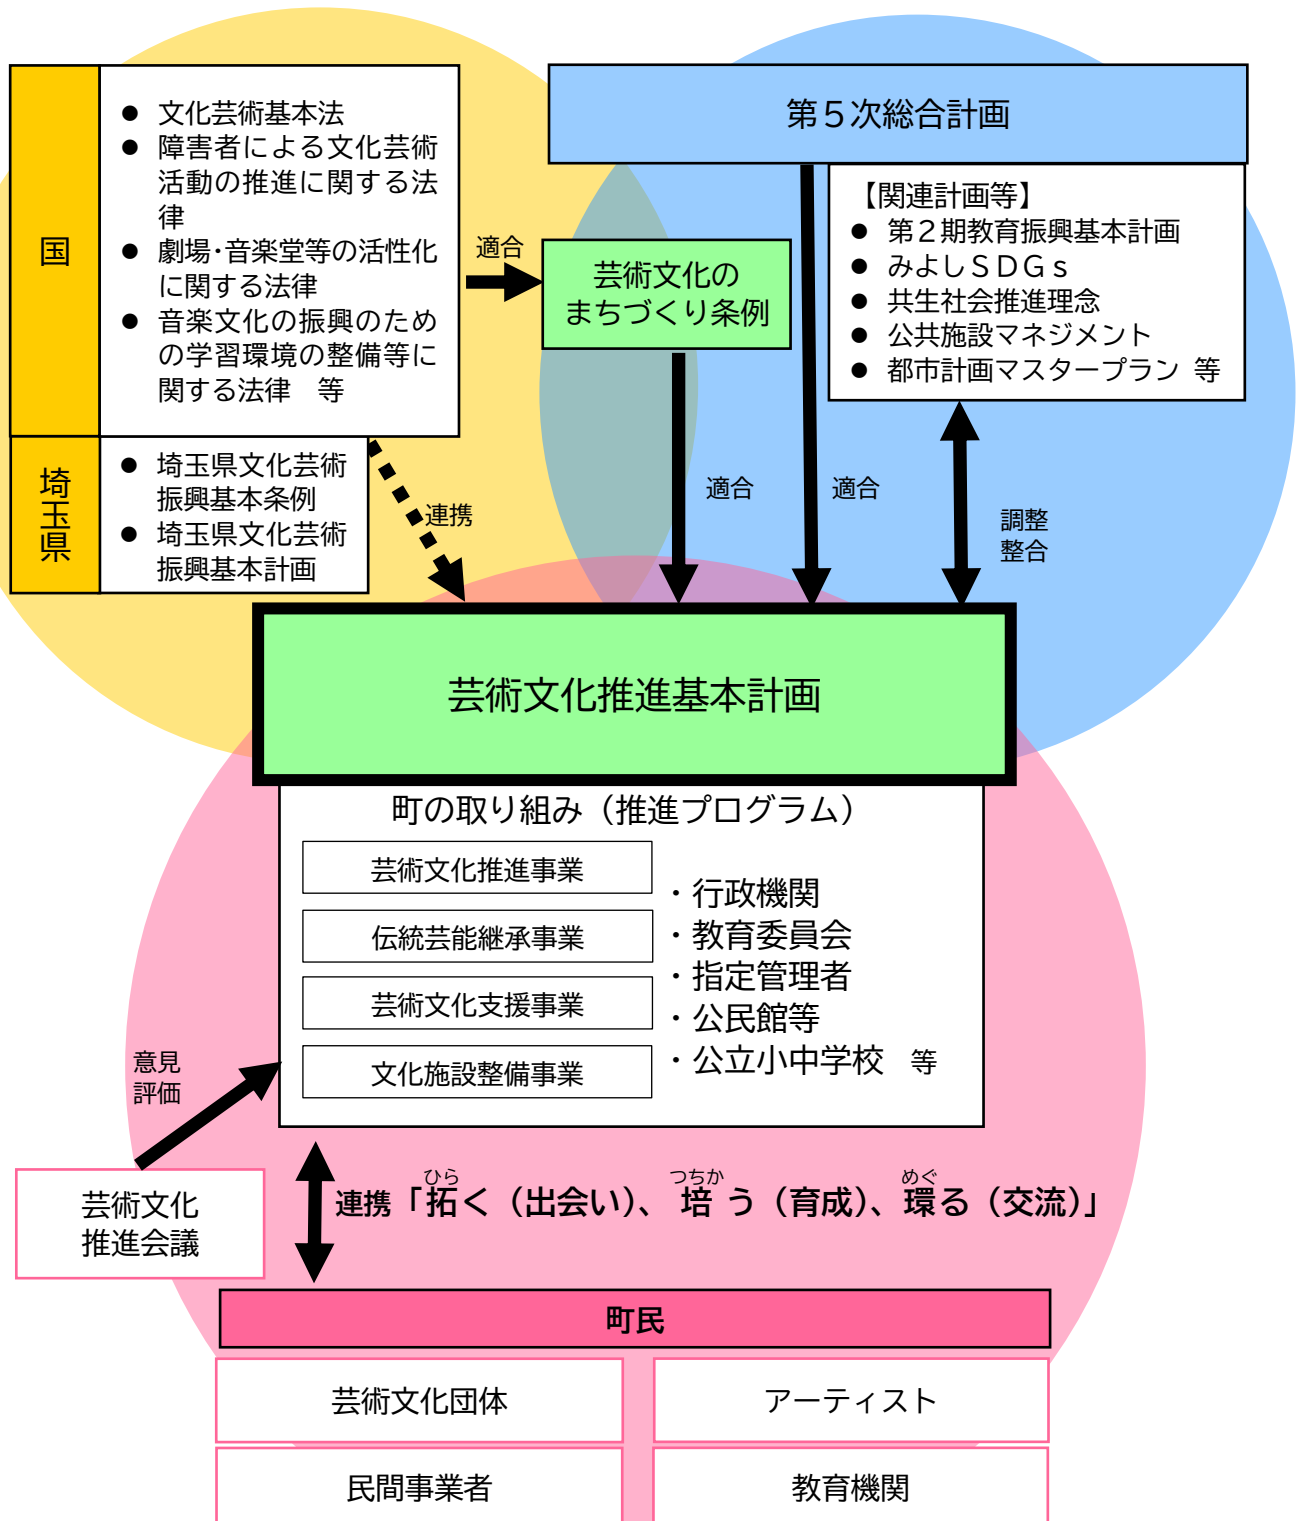 国
● 文化芸術基本法
● 障害者による文化芸術
活動の推進に関する法
律
● 劇場・音楽堂等の活性化
に関する法律
● 音楽文化の振興のため
の学習環境の整備等に
関する法律　等
埼玉県
● 埼玉県文化芸術
振興基本条例
● 埼玉県文化芸術
振興基本計画
適合
連携
第５次総合計画
芸術文化の
まちづくり条例
【関連計画等】
● 第２期教育振興基本計画
● みよしＳＤＧｓ
● 共生社会推進理念
● 公共施設マネジメント
● 都市計画マスタープラン 等
適合
適合
調整
整合
芸術文化推進基本計画
町の取り組み（推進プログラム）
芸術文化推進事業
伝統芸能継承事業
芸術文化支援事業
文化施設整備事業
・行政機関
・教育委員会
・指定管理者
・公民館等
・公立小中学校　等
意見
評価
芸術文化
推進会議
ひら つちか めぐ
連携「拓く（出会い）、培う（育成）、環る（交流）」
町民
芸術文化団体
アーティスト
民間事業者
教育機関